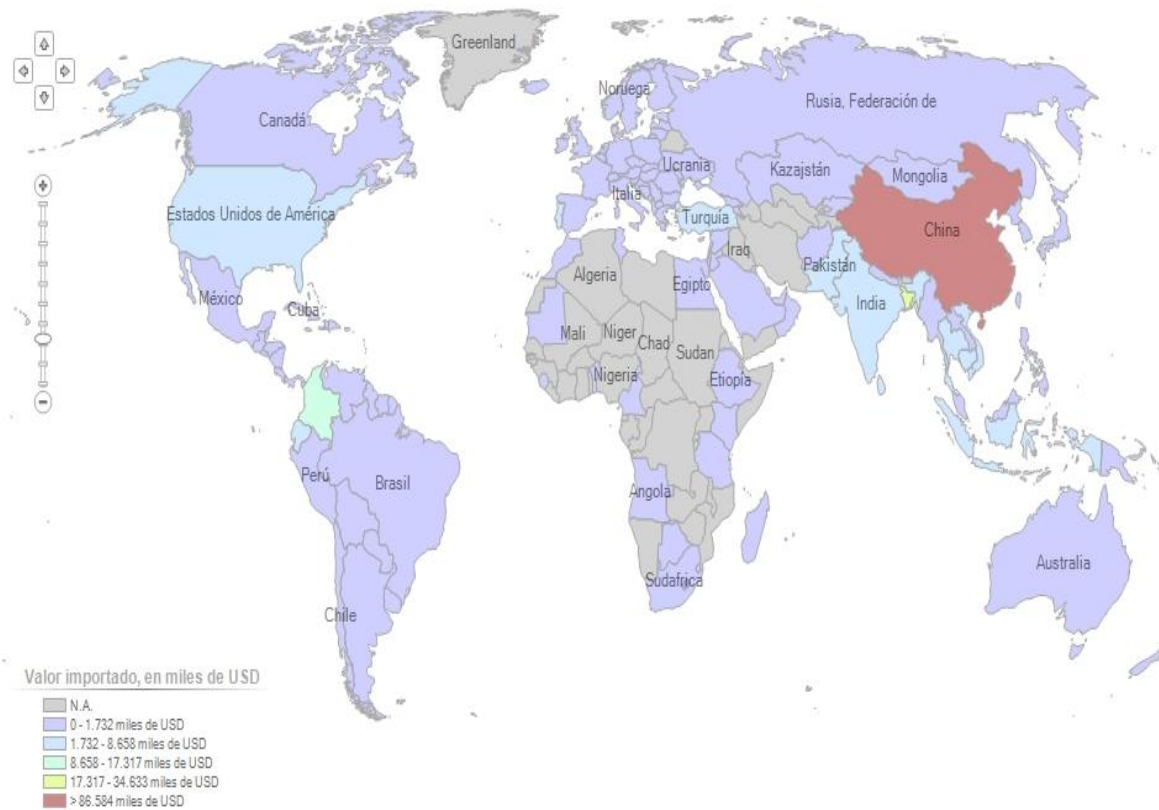 Greenland
Noruega
Rusia, Federación de
Canadá
Ucrania
Kazajstán
Mongolia
Italia
Estados Unidos de América
Turquía
China
Iraq
Pakistán
Algeria
Egipto
México
Cuba
India
Mali
Niger
Chad
Sudan
Nigeria
Etiopía
Perú
Brasil
Angola
Australia
Sudafrica
Chile
Valor importado, en miles de USD
N.A.
0 - 1.732 miles de USD
1.732 - 8.658 miles de USD
8.658 - 17.317 miles de USD
17.317 - 34.633 miles de USD
> 86.584 miles de USD